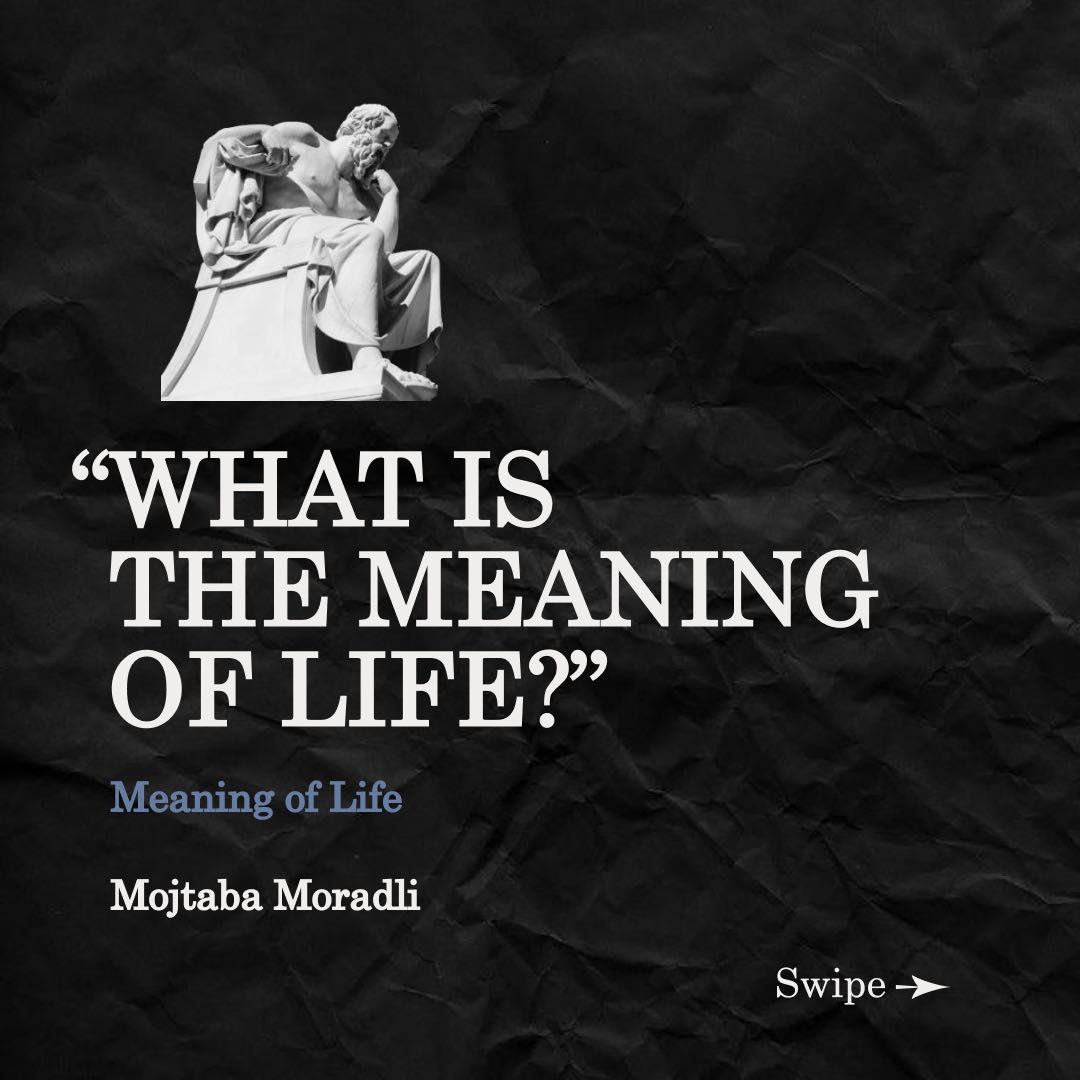 “WHAT IS
THE MEANING
OF LIFE?”
Meaning of Life
Mojtaba Moradli
Swipe